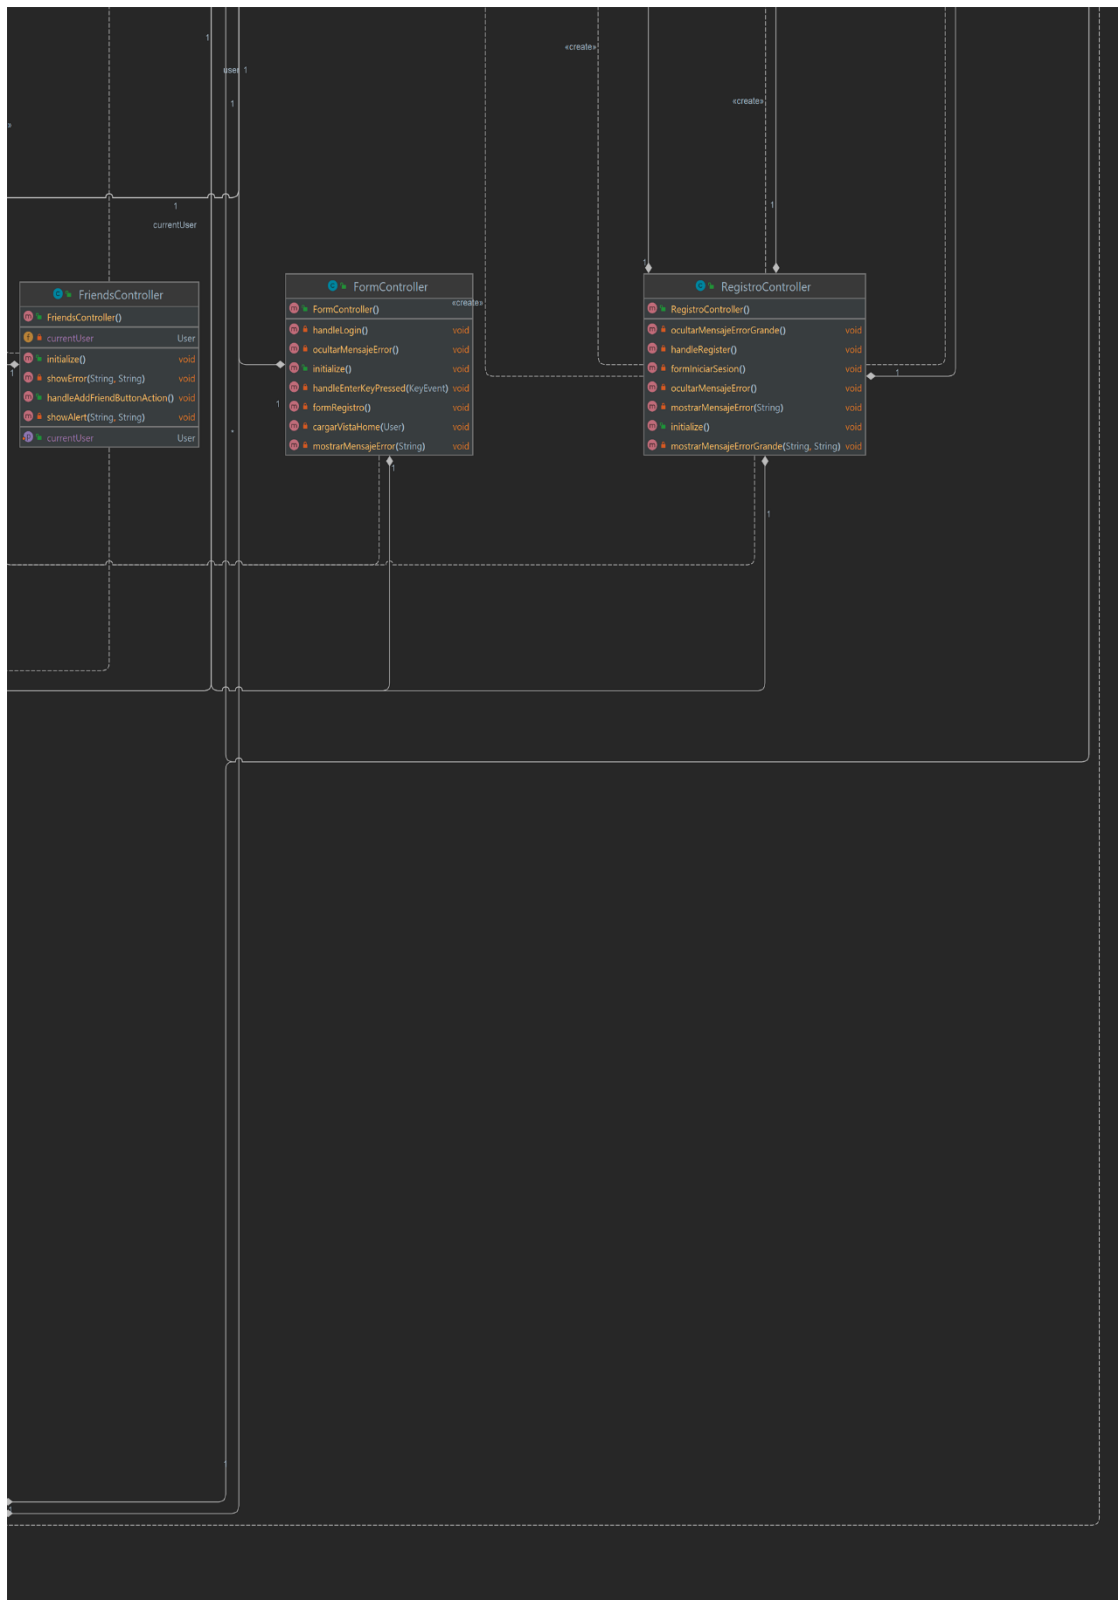 1
«create»
user 1
1
«create»
»
1
1
currentUser
1
FriendsController
FriendsController()
currentUser User
initialize() void
showError(String, String) void
handleAddFriendButtonAction() void
showAlert(String, String) void
currentUser User
1
FormController
«create»
FormController()
handleLogin() void
ocultarMensajeError() void
initialize() void
handleEnterKeyPressed(KeyEvent) void
formRegistro() void
cargarVistaHome(User) void
mostrarMensajeError(String) void
1
*
1
RegistroController
RegistroController()
ocultarMensajeErrorGrande() void
handleRegister() void
formIniciarSesion() void
ocultarMensajeError() void
mostrarMensajeError(String) void
initialize() void
mostrarMensajeErrorGrande(String, String) void
1
1